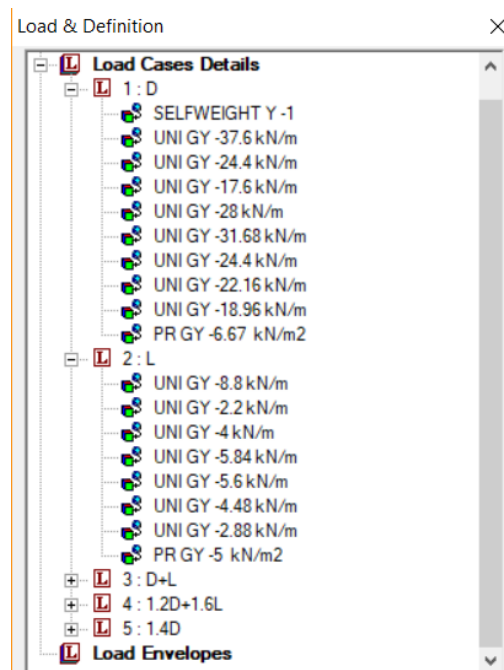 Load & Definition
Load Cases Details
1 : D
SELFWEIGHT Y -1
UNI GY -37.6 kN/m
UNI GY -24.4 kN/m
UNI GY -17.6 kN/m
UNI GY -28 kN/m
UNI GY -31.68 kN/m
UNI GY -24.4 kN/m
UNI GY -22.16 kN/m
UNI GY -18.96 kN/m
PR GY -6.67 kN/m2
2 : L
UNI GY -8.8 kN/m
UNI GY -2.2 kN/m
UNI GY -4 kN/m
UNI GY -5.84 kN/m
UNI GY -5.6 kN/m
UNI GY -4.48 kN/m
UNI GY -2.88 kN/m
PR GY -5 kN/m2
3 : D+L
4 : 1.2D+1.6L
5 : 1.4D
Load Envelopes